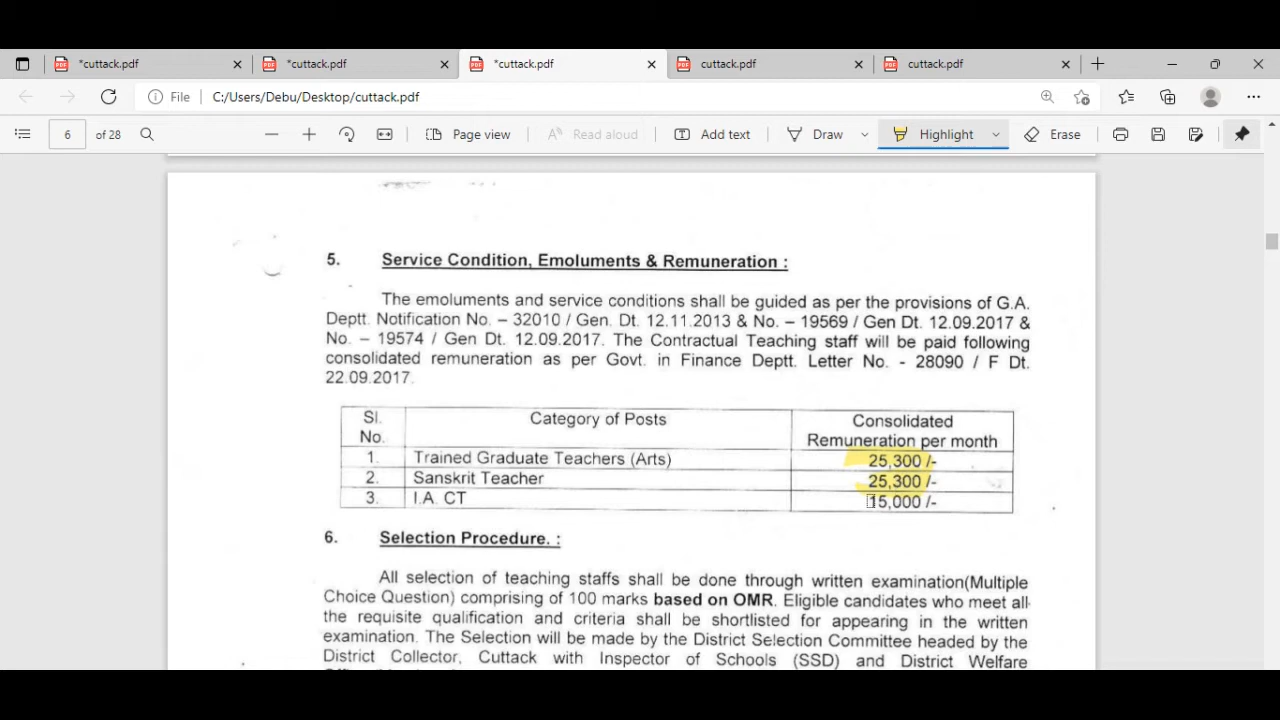 *cuttack.pdf *cuttack.pdf *cuttack.pdf cuttack.pdf cuttack.pdf
File C:/Users/Debu/Desktop/cuttack.pdf
6 of 28 Page view Read aloud Add text Draw Highlight Erase
5. Service Condition, Emoluments & Remuneration :
The emoluments and service conditions shall be guided as per the provisions of G.A.
Deptt. Notification No. – 32010 / Gen. Dt. 12.11.2013 & No. – 19569 / Gen Dt. 12.09.2017 &
No. – 19574 / Gen Dt. 12.09.2017. The Contractual Teaching staff will be paid following
consolidated remuneration as per Govt. in Finance Deptt. Letter No. - 28090 / F Dt.
22.09.2017.
Sl. No. Category of Posts Consolidated Remuneration per month
1. Trained Graduate Teachers (Arts) 25,300 /-
2. Sanskrit Teacher 25,300 /-
3. I.A. CT 15,000 /-
6. Selection Procedure. :
All selection of teaching staffs shall be done through written examination(Multiple
Choice Question) comprising of 100 marks based on OMR. Eligible candidates who meet all
the requisite qualification and criteria shall be shortlisted for appearing in the written
examination. The Selection will be made by the District Selection Committee headed by the
District Collector, Cuttack with Inspector of Schools (SSD) and District Welfare